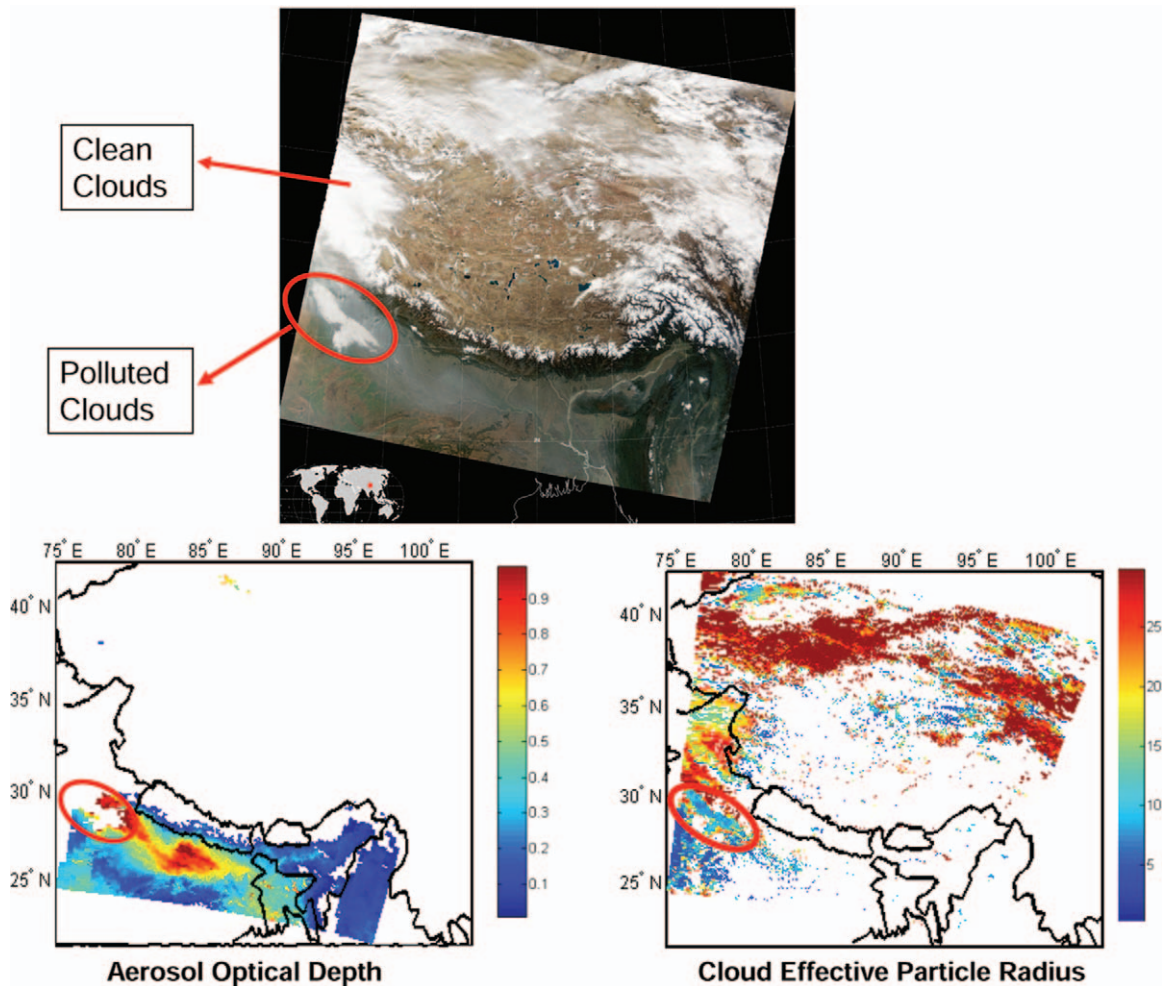 Clean
Clouds
Polluted
Clouds
75° E 80° E 85° E 90° E 95° E 100° E
40° N
35° N
30° N
25° N
0.9
0.8
0.7
0.6
0.5
0.4
0.3
0.2
0.1
Aerosol Optical Depth
75° E 80° E 85° E 90° E 95° E 100° E
40° N
35° N
30° N
25° N
25
20
15
10
5
Cloud Effective Particle Radius